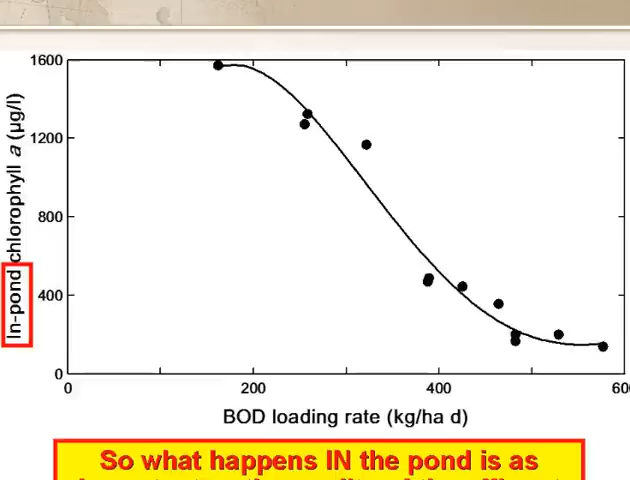 1600
1200
800
400
0
In-pond chlorophyll a (µg/l)
0 200 400
BOD loading rate (kg/ha d)
So what happens IN the pond is as